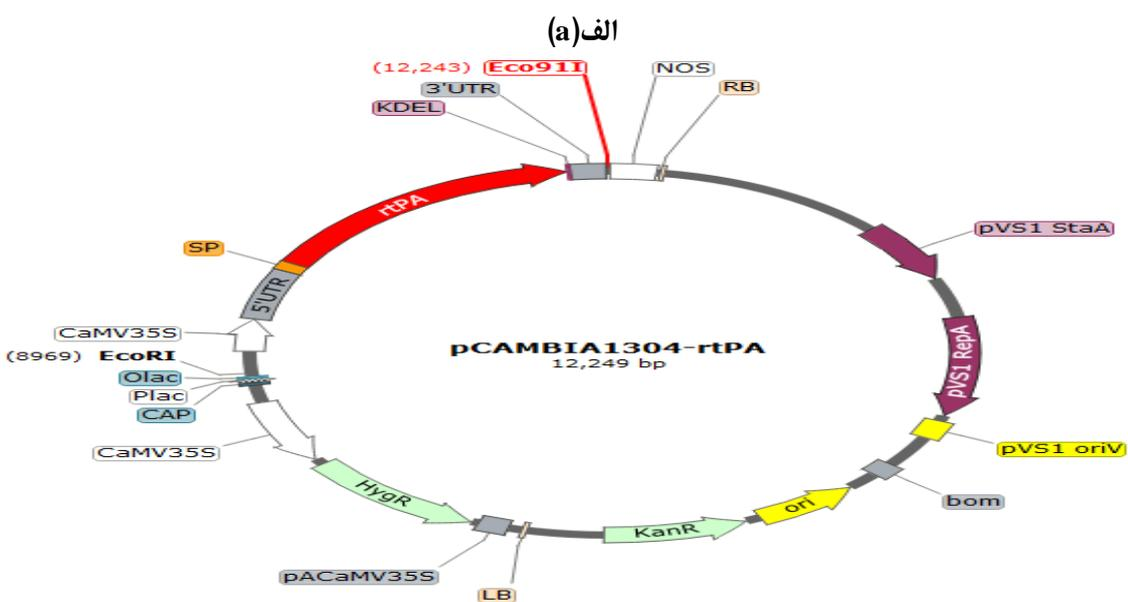 الف(a)
(12,243) Eco91I
NOS
3'UTR
RB
KDEL
rtPA
pVS1 StaA
SP
5'UTR
CaMV35S
pCAMBIA1304-rtPA
12,249 bp
(8969) EcoRI
Olac
Plac
CAP
pVS1 RepA
CaMV35S
pVS1 oriV
HygR
bom
ori
KanR
pACaMV35S
LB